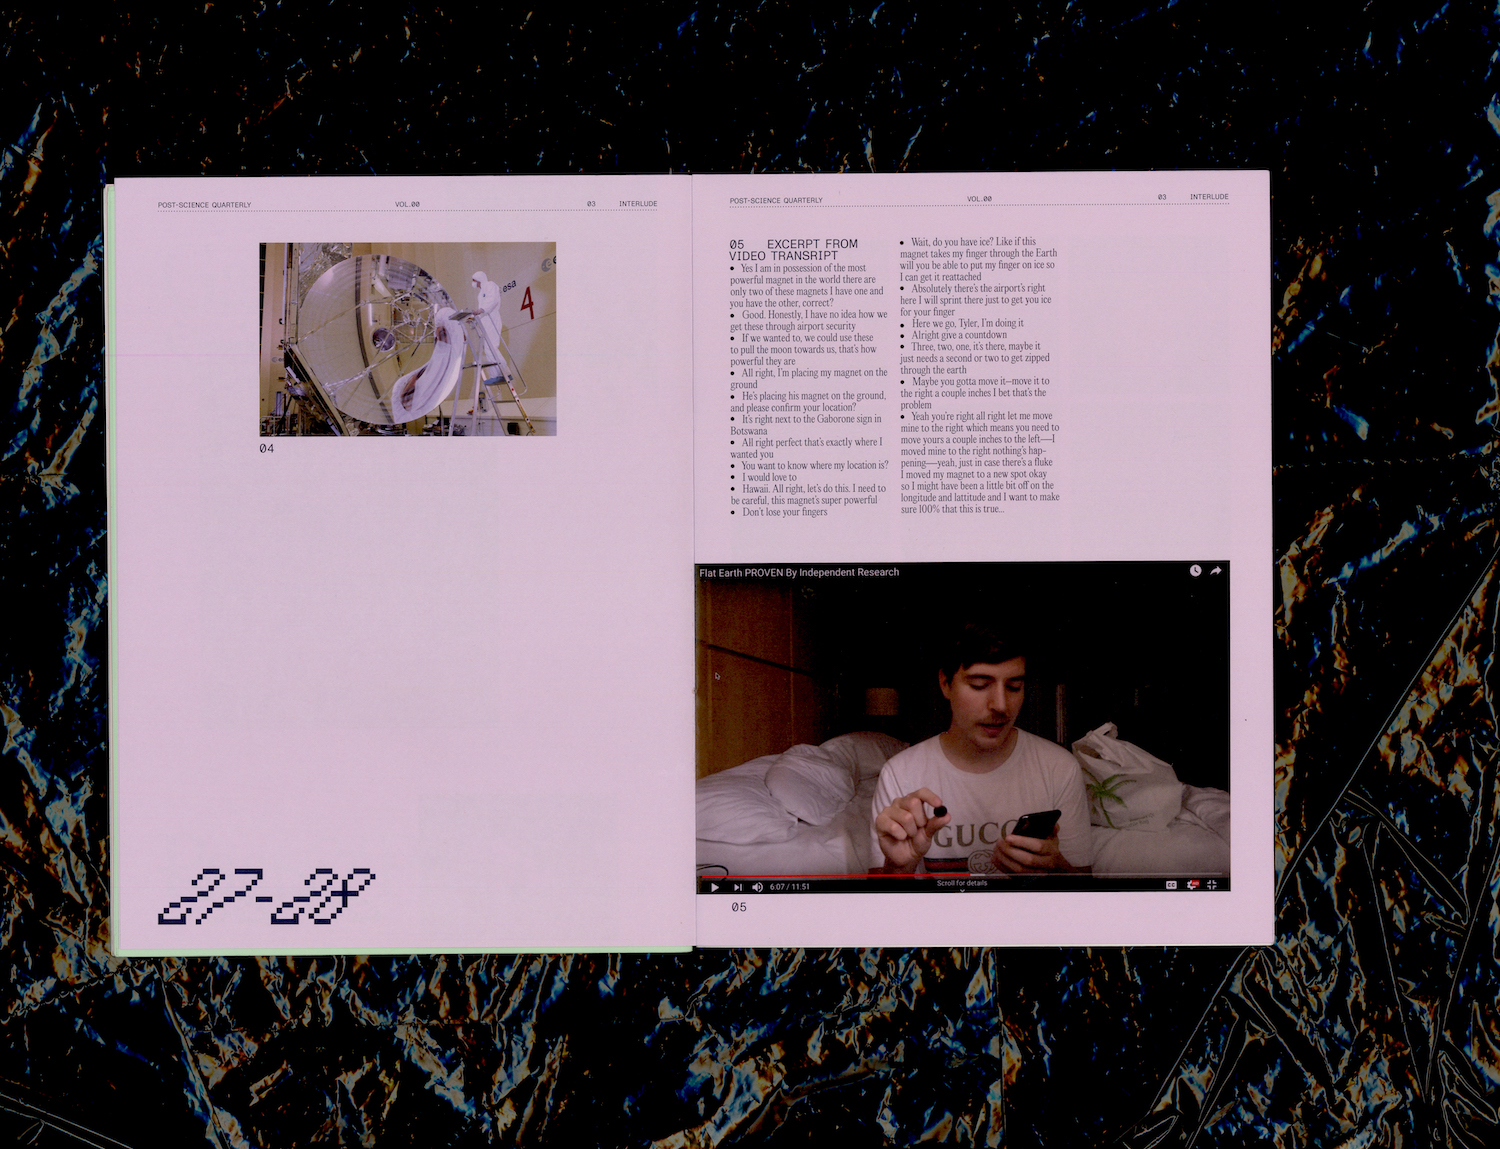 POST-SCIENCE QUARTERLY VOL.00 03 INTERLUDE
esa
4
04
27-28
POST-SCIENCE QUARTERLY VOL.00 03 INTERLUDE
05 EXCERPT FROM
VIDEO TRANSRIPT
• Yes I am in possession of the most
powerful magnet in the world there are
only two of these magnets I have one and
you have the other, correct?
• Good. Honestly, I have no idea how we
get these through airport security
• If we wanted to, we could use these
to pull the moon towards us, that's how
powerful they are
• All right, I'm placing my magnet on the
ground
• He's placing his magnet on the ground,
and please confirm your location?
• It's right next to the Gaborone sign in
Botswana
• All right perfect that's exactly where I
wanted you
• You want to know where my location is?
• I would love to
• Hawaii. All right, let's do this. I need to
be careful, this magnet's super powerful
• Don't lose your fingers
• Wait, do you have ice? Like if this
magnet takes my finger through the Earth
will you be able to put my finger on ice so
I can get it reattached
• Absolutely there's the airport's right
here I will sprint there just to get you ice
for your finger
• Here we go, Tyler, I'm doing it
• Alright give a countdown
• Three, two, one, it's there, maybe it
just needs a second or two to get zipped
through the earth
• Maybe you gotta move it—move it to
the right a couple inches I bet that's the
problem
• Yeah you're right all right let me move
mine to the right which means you need to
move yours a couple inches to the left—I
moved mine to the right nothing's hap-
pening—yeah, just in case there's a fluke
I moved my magnet to a new spot okay
so I might have been a little bit off on the
longitude and lattitude and I want to make
sure 100% that this is true...
Flat Earth PROVEN By Independent Research
GUCC
6:07 / 11:51
Scroll for details
CC
05